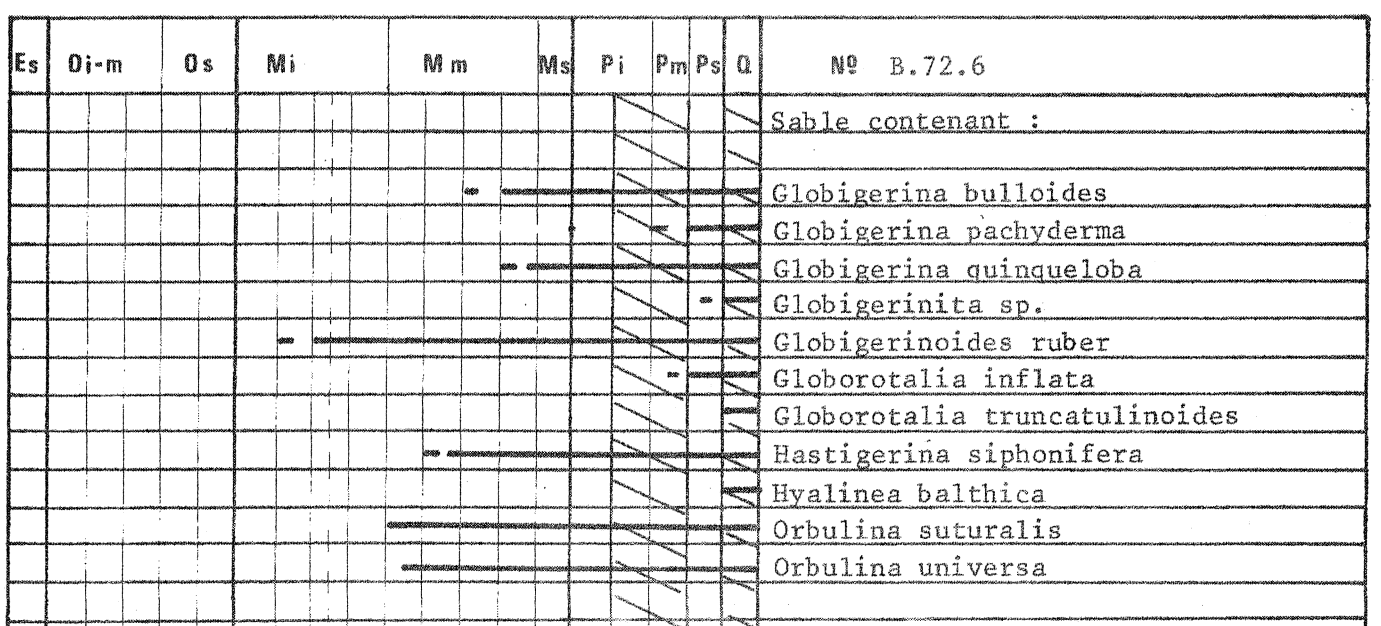 Es Oi-m Os Mi Mm Ms Pi Pm Ps Q Nº B.72.6
Sable contenant :
Globigerina bulloides
Globigerina pachyderma
Globigerina quinqueloba
Globigerinita sp.
Globigerinoides ruber
Globorotalia inflata
Globorotalia truncatulinoides
Hastigerina siphonifera
Hyalinea balthica
Orbulina suturalis
Orbulina universa